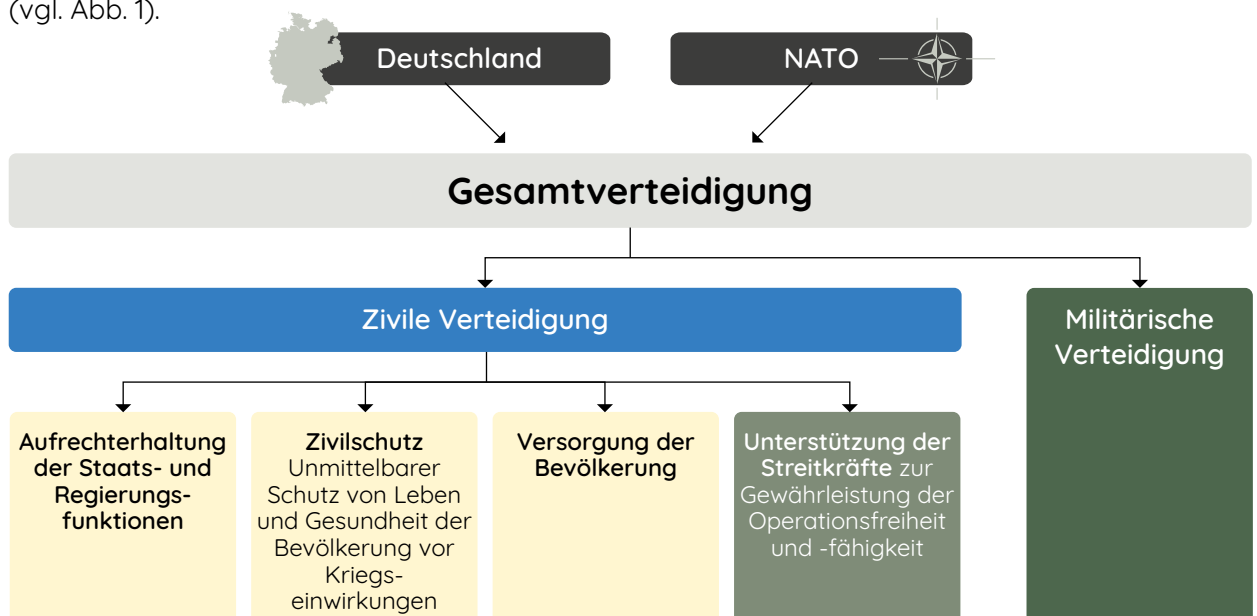 (vgl. Abb. 1).
Deutschland
NATO
Gesamtverteidigung
Zivile Verteidigung
Militärische
Verteidigung
Aufrechterhaltung
der Staats- und
Regierungs-
funktionen
Zivilschutz
Unmittelbarer
Schutz von Leben
und Gesundheit der
Bevölkerung vor
Kriegs-
einwirkungen
Versorgung der
Bevölkerung
Unterstützung der
Streitkräfte zur
Gewährleistung der
Operationsfreiheit
und -fähigkeit